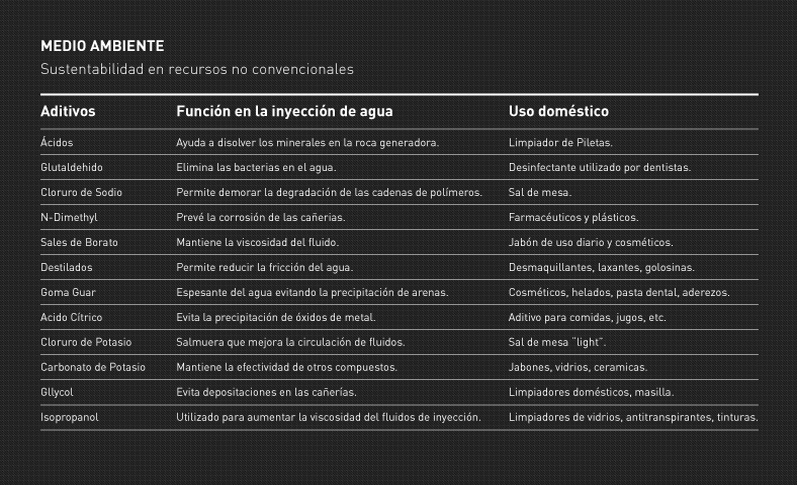 MEDIO AMBIENTE
Sustentabilidad en recursos no convencionales
Aditivos Función en la inyección de agua Uso doméstico
Ácidos Ayuda a disolver los minerales en la roca generadora. Limpiador de Piletas.
Glutaldehido Elimina las bacterias en el agua. Desinfectante utilizado por dentistas.
Cloruro de Sodio Permite demorar la degradación de las cadenas de polímeros. Sal de mesa.
N-Dimethyl Prevé la corrosión de las cañerias. Farmacéuticos y plásticos.
Sales de Borato Mantiene la viscosidad del fluido. Jabón de uso diario y cosméticos.
Destilados Permite reducir la fricción del agua. Desmaquillantes, laxantes, golosinas.
Goma Guar Espesante del agua evitando la precipitación de arenas. Cosméticos, helados, pasta dental, aderezos.
Acido Cítrico Evita la precipitación de óxidos de metal. Aditivo para comidas, jugos, etc.
Cloruro de Potasio Salmuera que mejora la circulación de fluidos. Sal de mesa "light".
Carbonato de Potasio Mantiene la efectividad de otros compuestos. Jabones, vidrios, ceramicas.
Gllycol Evita depositaciones en las cañerías. Limpiadores domésticos, masilla.
Isopropanol Utilizado para aumentar la viscosidad del fluidos de inyección. Limpiadores de vidrios, antitranspirantes, tinturas.